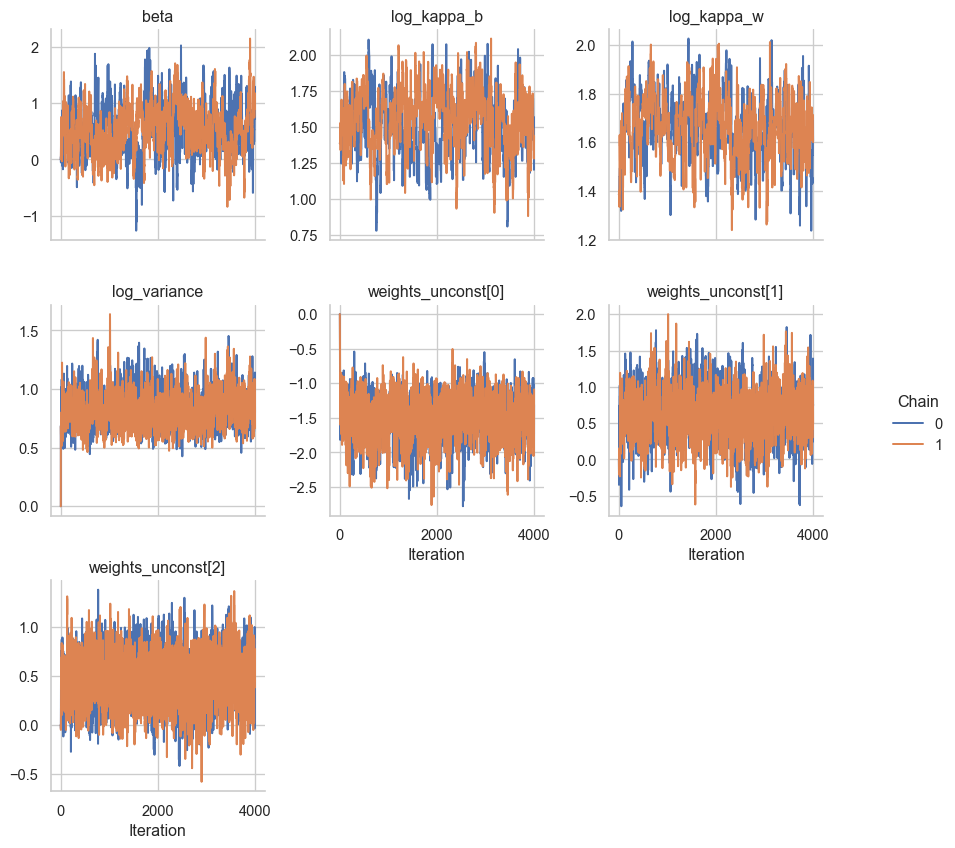 beta
log_kappa_b
log_kappa_w
2
1
0
−1
2.00
1.75
1.50
1.25
1.00
0.75
2.0
1.8
1.6
1.4
1.2
log_variance
weights_unconst[0]
weights_unconst[1]
1.5
1.0
0.5
0.0
0.0
−0.5
−1.0
−1.5
−2.0
−2.5
2.0
1.5
1.0
0.5
0.0
−0.5
0 2000 4000
Iteration
0 2000 4000
Iteration
Chain
0
1
weights_unconst[2]
1.0
0.5
0.0
−0.5
0 2000 4000
Iteration